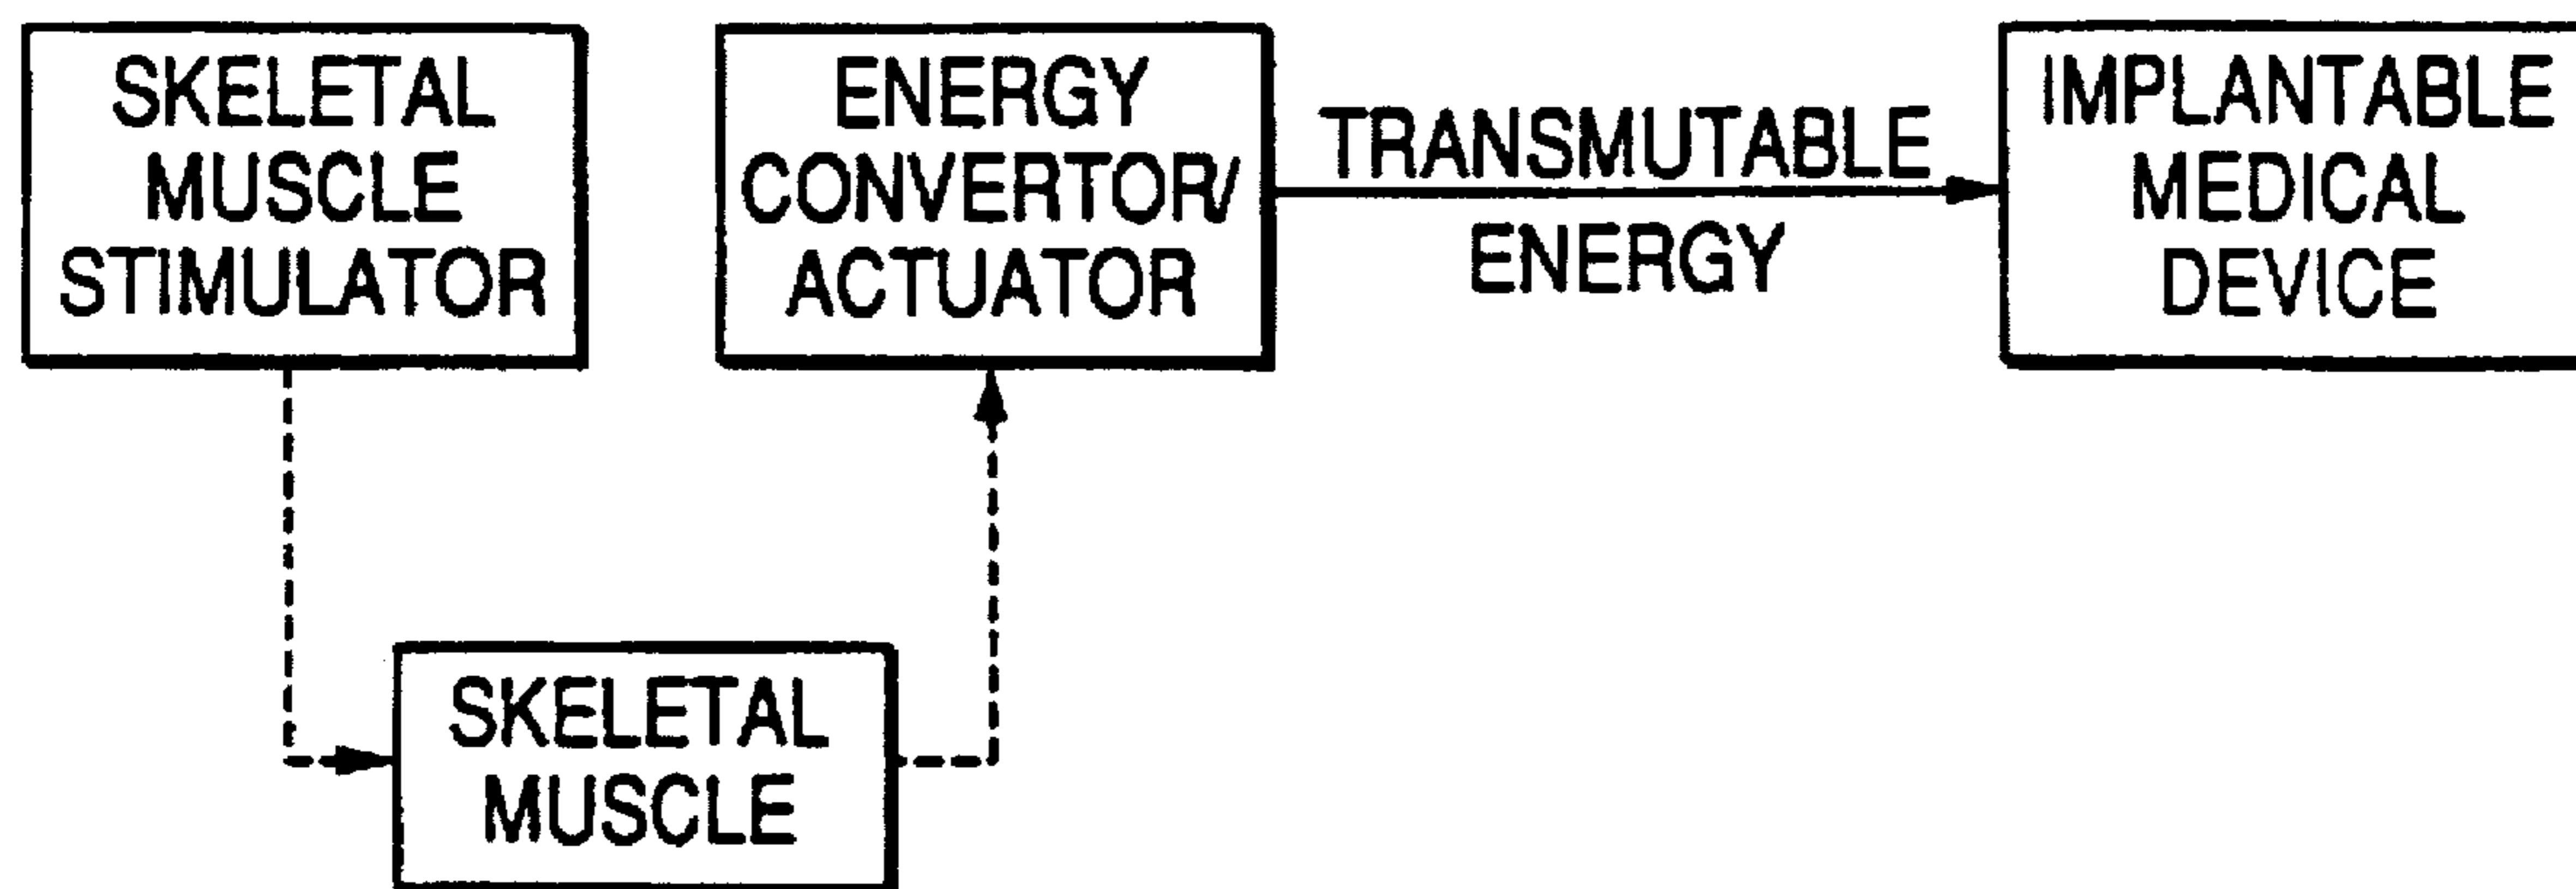 SKELETAL
MUSCLE
STIMULATOR
ENERGY
CONVERTOR/
ACTUATOR
TRANSMUTABLE
ENERGY
IMPLANTABLE
MEDICAL
DEVICE
SKELETAL
MUSCLE